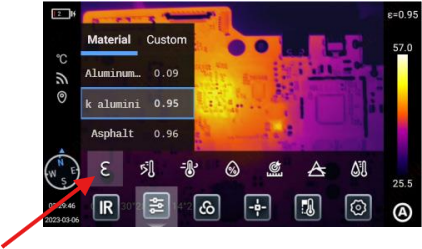 2
ε=0.95
Material Custom
57.0
°C
Aluminum… 0.09
k alumini 0.95
Asphalt 0.96
N
W E
S
ε
%
IR
A
25.5
2023-03-06